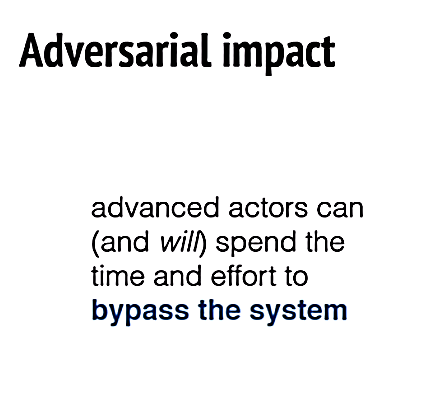 Adversarial impact
advanced actors can
(and will) spend the
time and effort to
bypass the system